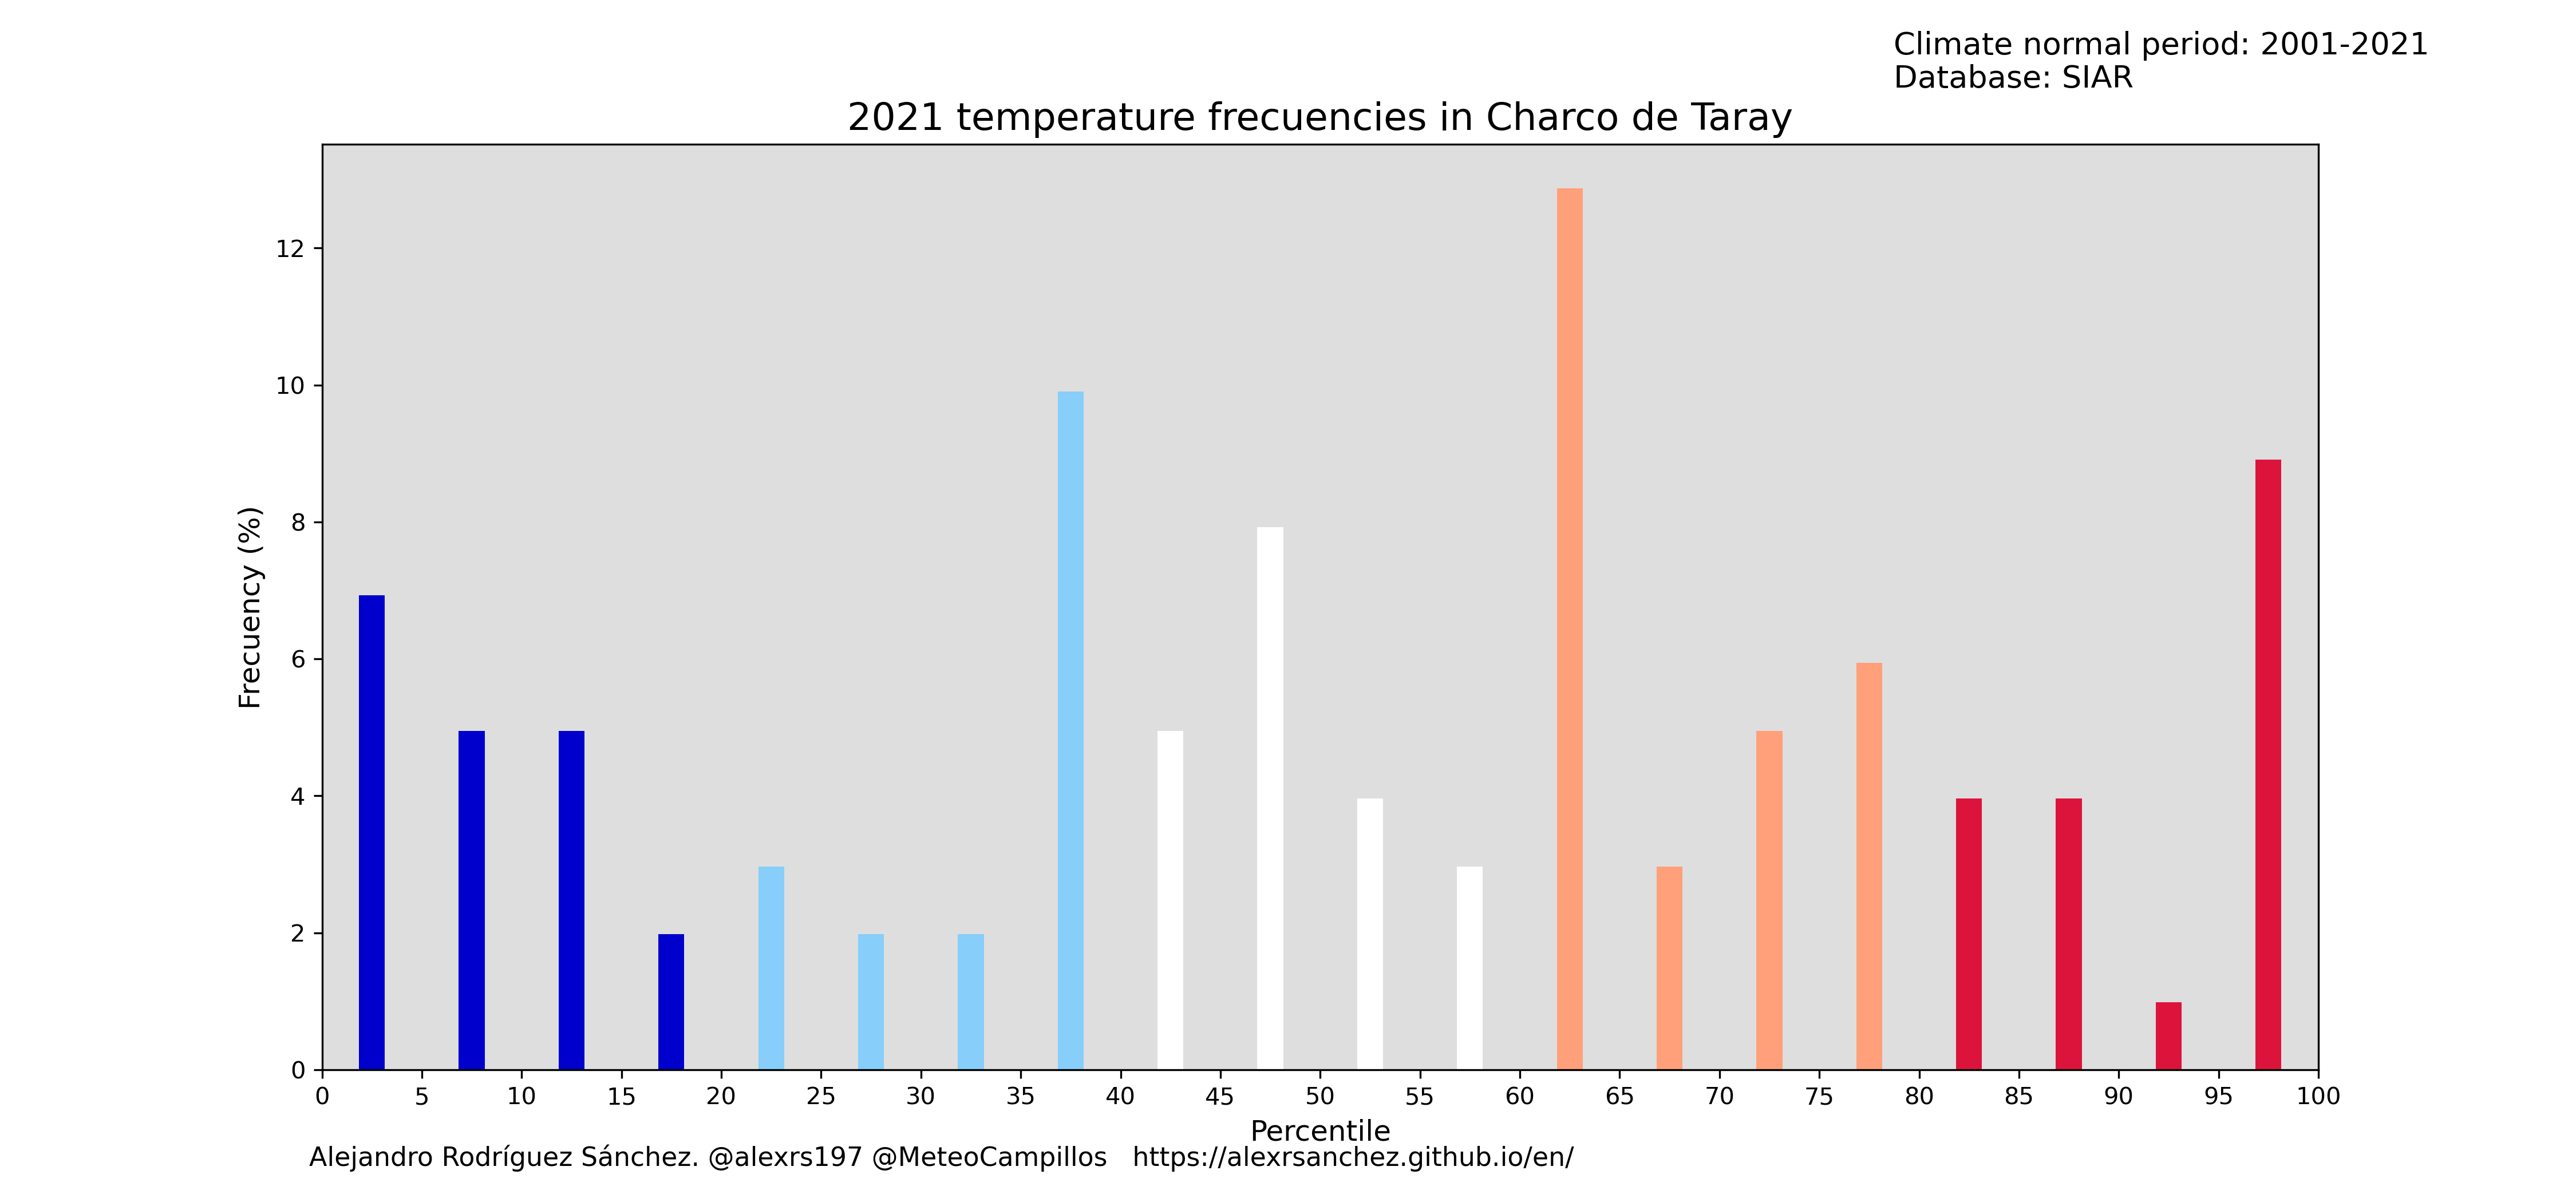 Climate normal period: 2001-2021
Database: SIAR
2021 temperature frecuencies in Charco de Taray
12
10
8
6
4
2
0
Frecuency (%)
0 5 10 15 20 25 30 35 40 45 50 55 60 65 70 75 80 85 90 95 100
Percentile
Alejandro Rodríguez Sánchez. @alexrs197 @MeteoCampillos   https://alexrsanchez.github.io/en/